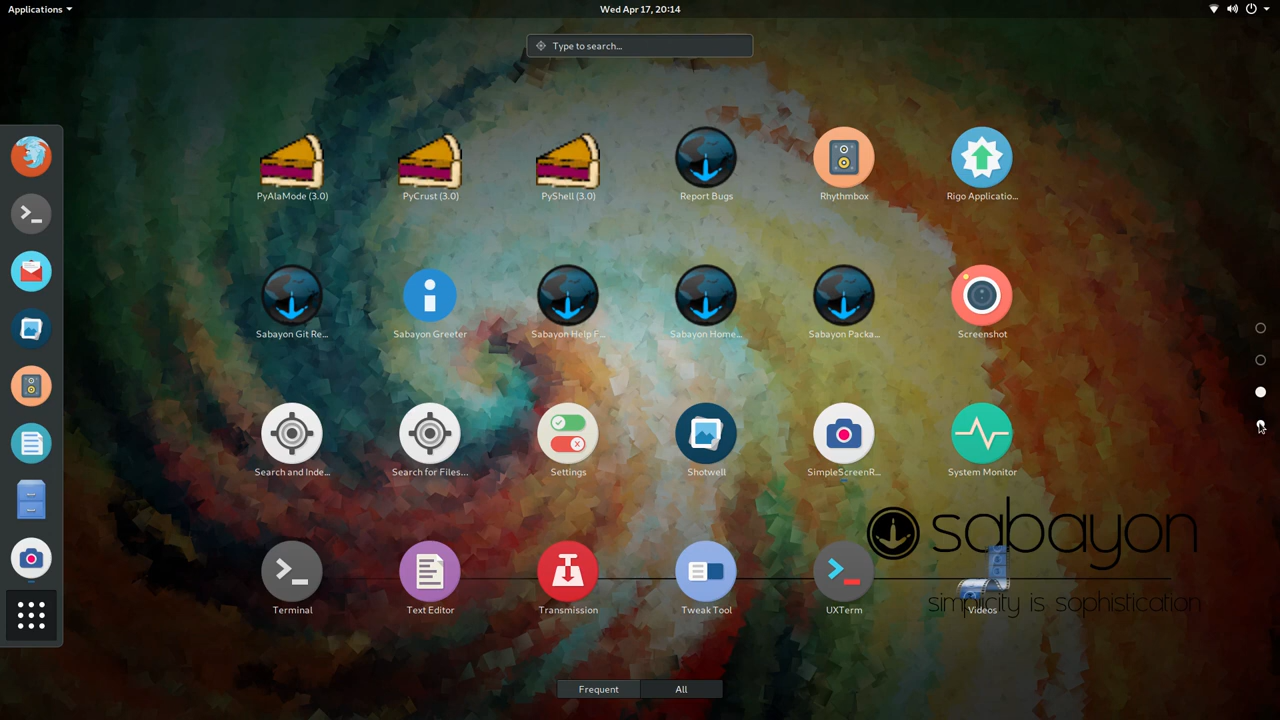 Applications
Wed Apr 17, 20:14
Type to search...
PyAlaMode (3.0)
PyCrust (3.0)
PyShell (3.0)
Report Bugs
Rhythmbox
Rigo Applicatio...
Sabayon Git Re...
Sabayon Greeter
Sabayon Help F...
Sabayon Home...
Sabayon Packa...
Screenshot
Search and Inde...
Search for Files...
Settings
Shotwell
SimpleScreenR...
System Monitor
sabayon
simplicity is sophistication
Terminal
Text Editor
Transmission
Tweak Tool
UXTerm
Videos
Frequent
All